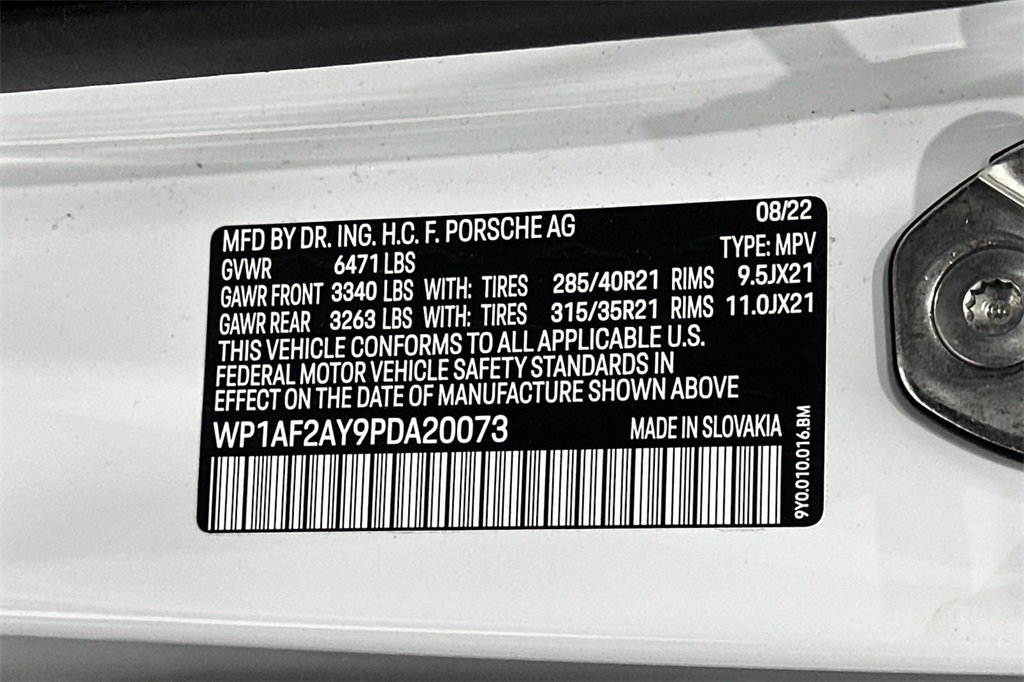 MFD BY DR. ING. H.C. F. PORSCHE AG 08/22
GVWR 6471 LBS TYPE: MPV
GAWR FRONT 3340 LBS WITH: TIRES 285/40R21 RIMS 9.5JX21
GAWR REAR 3263 LBS WITH: TIRES 315/35R21 RIMS 11.0JX21
THIS VEHICLE CONFORMS TO ALL APPLICABLE U.S.
FEDERAL MOTOR VEHICLE SAFETY STANDARDS IN
EFFECT ON THE DATE OF MANUFACTURE SHOWN ABOVE
WP1AF2AY9PDA20073 MADE IN SLOVAKIA
9Y0.010.016.BM